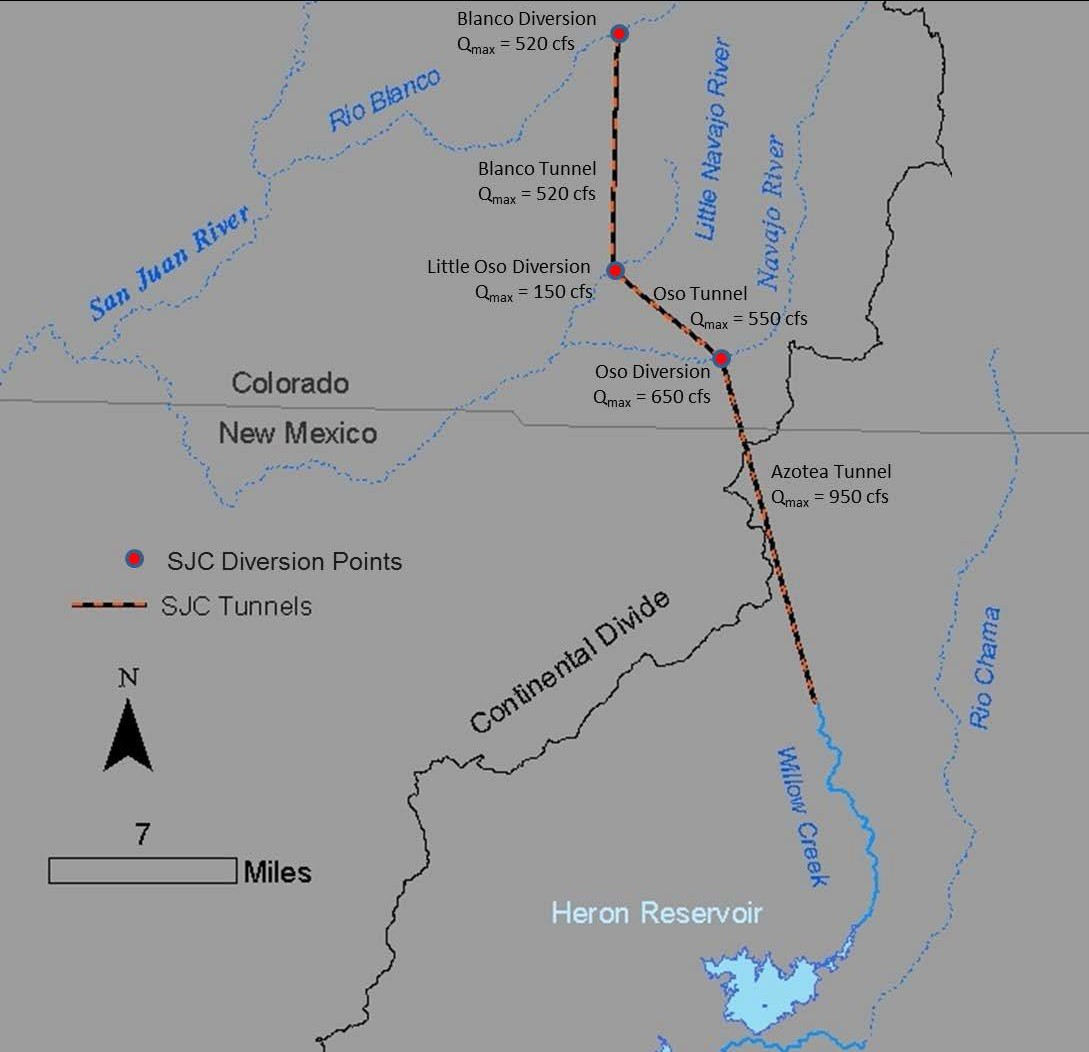 Blanco Diversion
Qmax = 520 cfs
Rio Blanco
Little Navajo River
Navajo River
Blanco Tunnel
Qmax = 520 cfs
San Juan River
Little Oso Diversion
Qmax = 150 cfs
Oso Tunnel
Qmax = 550 cfs
Oso Diversion
Qmax = 650 cfs
Colorado
New Mexico
Azotea Tunnel
Qmax = 950 cfs
SJC Diversion Points
SJC Tunnels
Continental Divide
Rio Chama
N
Willow Creek
7
Miles
Heron Reservoir